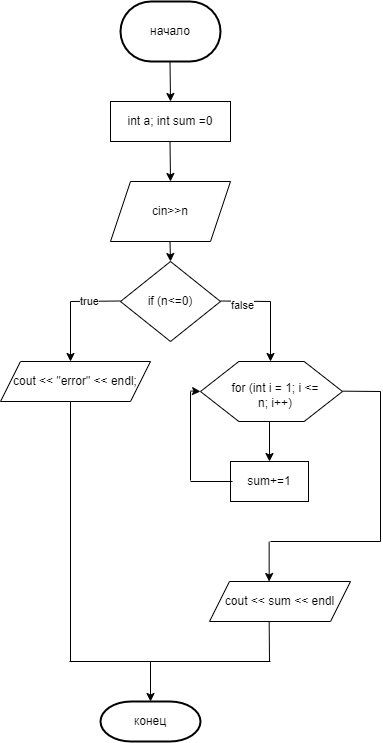 начало
int a; int sum =0
cin>>n
if (n<=0)
true
false
cout << "error" << endl;
for (int i = 1; i <=
n; i++)
sum+=1
cout << sum << endl
конец